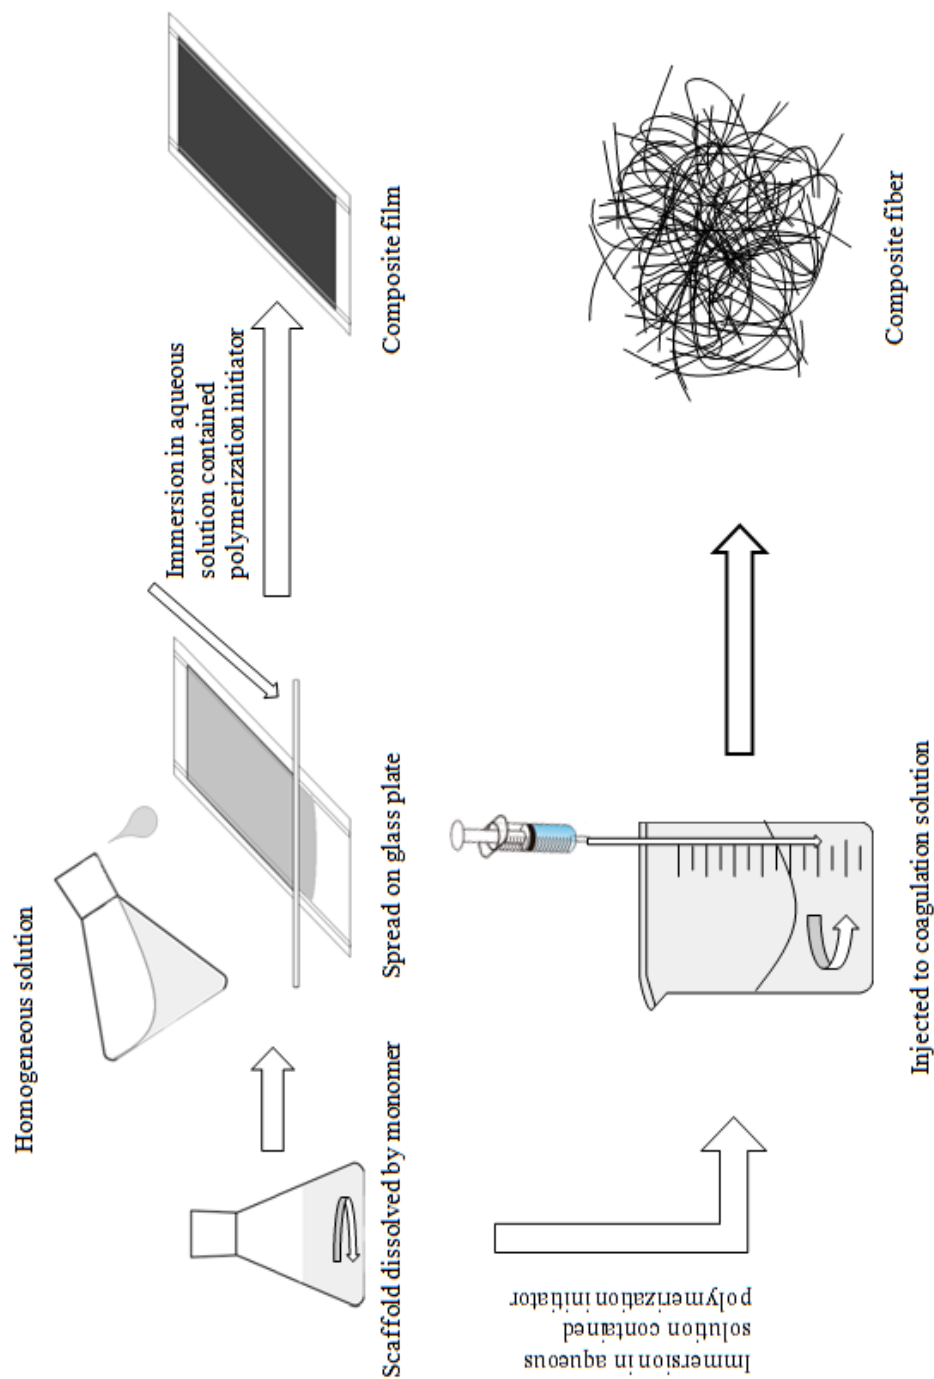 Homogeneous solution
Scaffold dissolved by monomer
Spread on glass plate
Immersion in aqueous
solution contained
polymerization initiator
Composite film
Immersion in aqueous
solution contained
polymerization initiator
Injected to coagulation solution
Composite fiber